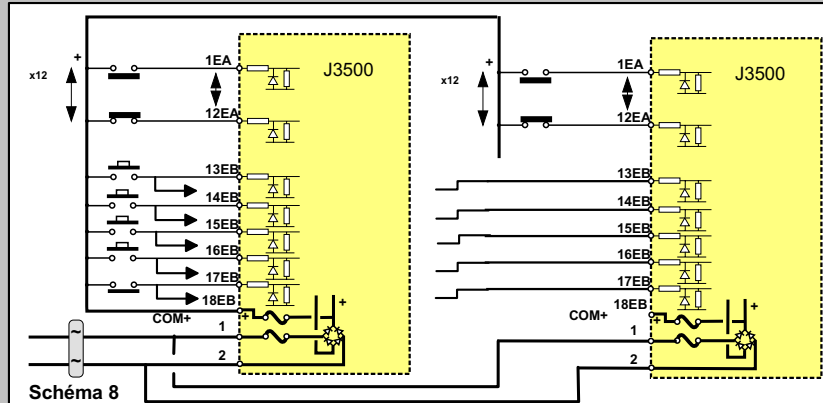 1EA
J3500
+
x12
12EA
13EB
14EB
15EB
16EB
17EB
18EB
COM+
+
+
1
~
~
2
1EA
J3500
+
x12
12EA
13EB
14EB
15EB
16EB
17EB
18EB
COM+
+
+
1
2
Schéma 8